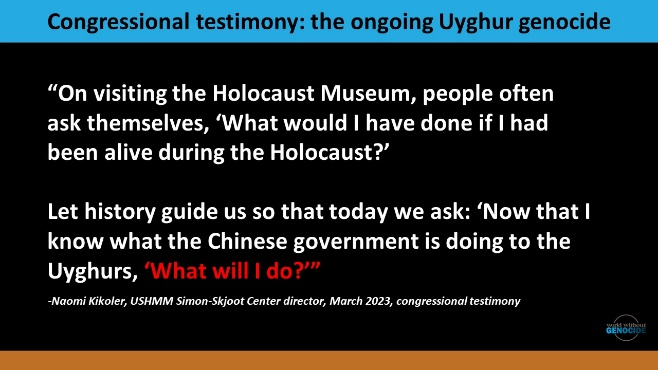 Congressional testimony: the ongoing Uyghur genocide
“On visiting the Holocaust Museum, people often
ask themselves, ‘What would I have done if I had
been alive during the Holocaust?’
Let history guide us so that today we ask: ‘Now that I
know what the Chinese government is doing to the
Uyghurs, ‘What will I do?’”
-Naomi Kikoler, USHMM Simon-Skjoot Center director, March 2023, congressional testimony
world without
GENOCIDE